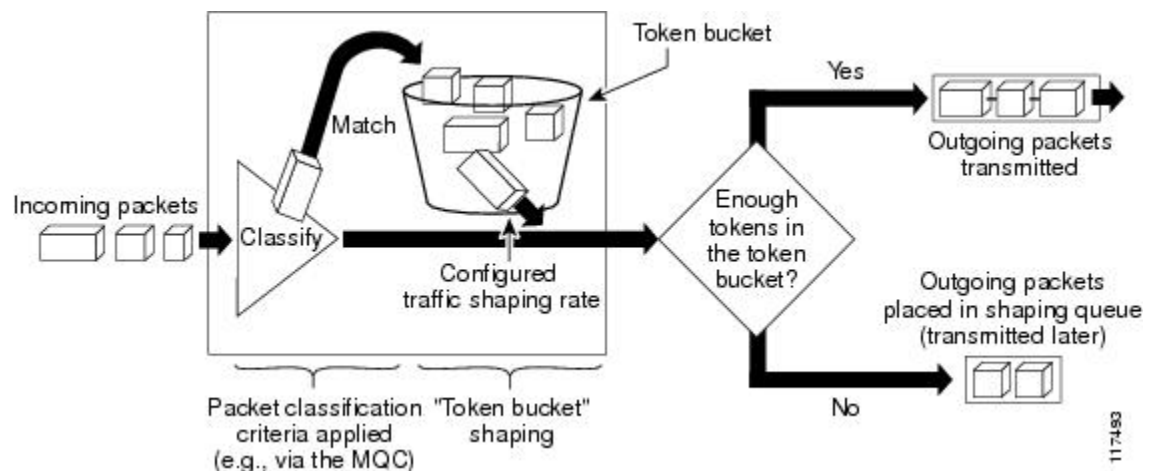 Token bucket
Match
Incoming packets
Classify
Configured
traffic shaping rate
Enough
tokens in
the token
bucket?
Yes
Outgoing packets
transmitted
Outgoing packets
placed in shaping queue
(transmitted later)
No
Packet classification
criteria applied
(e.g., via the MQC)
"Token bucket"
shaping
117493